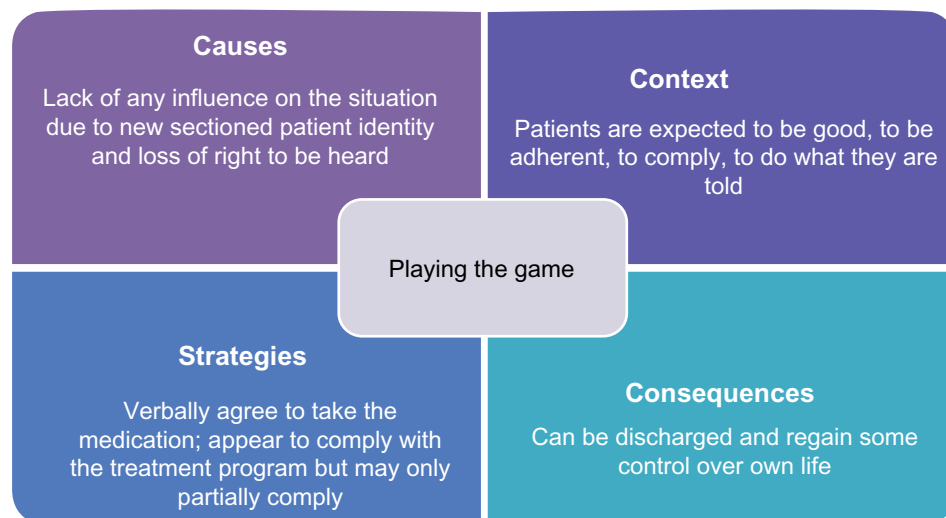 Causes
Lack of any influence on the situation
due to new sectioned patient identity
and loss of right to be heard
Context
Patients are expected to be good, to be
adherent, to comply, to do what they are
told
Playing the game
Strategies
Verbally agree to take the
medication; appear to comply with
the treatment program but may only
partially comply
Consequences
Can be discharged and regain some
control over own life